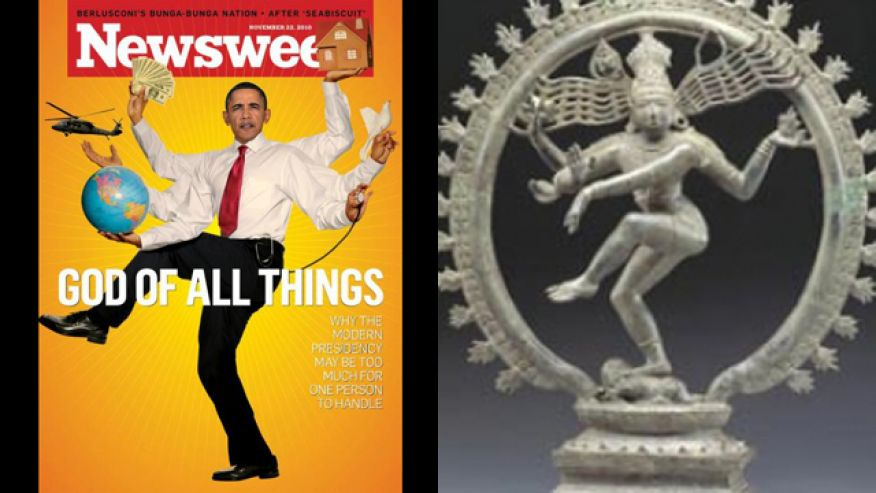 BERLUSCONI'S BUNGA-BUNGA NATION • AFTER 'SEABISCUIT'
NOVEMBER 22, 2010
Newswee
GOD OF ALL THINGS
WHY THE
MODERN
PRESIDENCY
MAY BE TOO
MUCH FOR
ONE PERSON
TO HANDLE